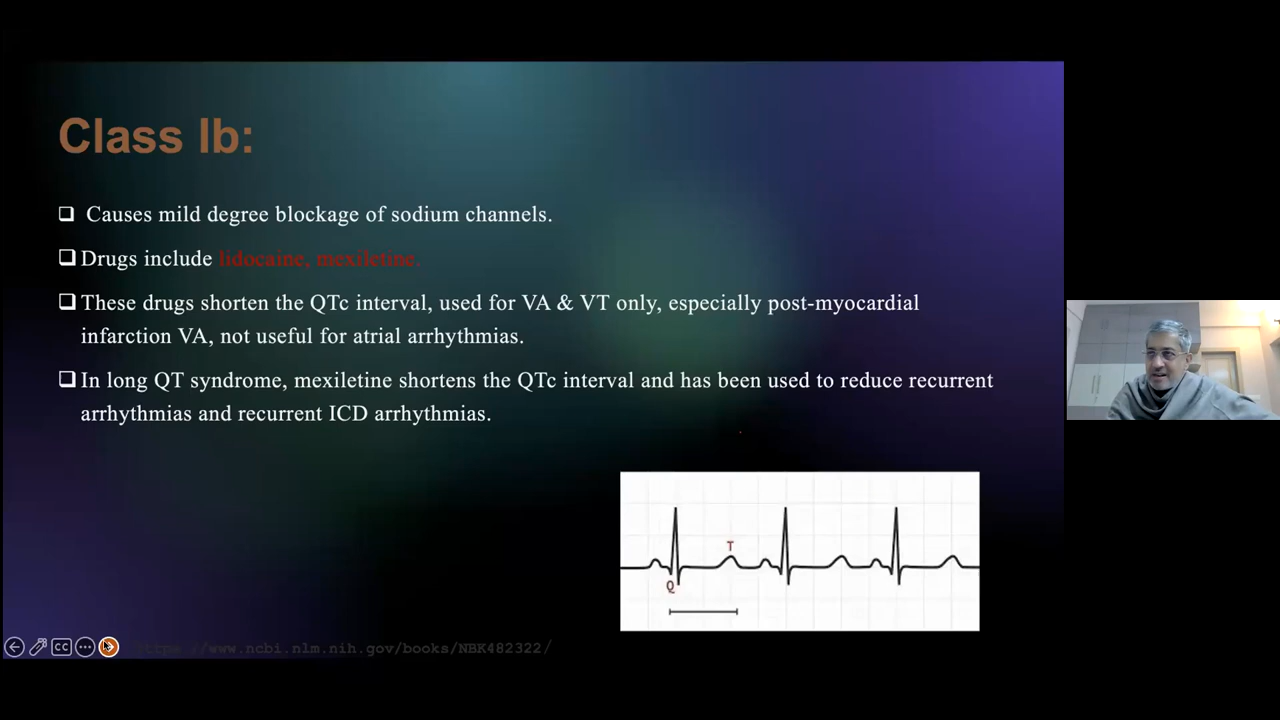 Class Ib:
❑ Causes mild degree blockage of sodium channels.
❑ Drugs include lidocaine, mexiletine.
❑ These drugs shorten the QTc interval, used for VA & VT only, especially post-myocardial
infarction VA, not useful for atrial arrhythmias.
❑ In long QT syndrome, mexiletine shortens the QTc interval and has been used to reduce recurrent
arrhythmias and recurrent ICD arrhythmias.
T
Q
CC
https://www.ncbi.nlm.nih.gov/books/NBK482322/